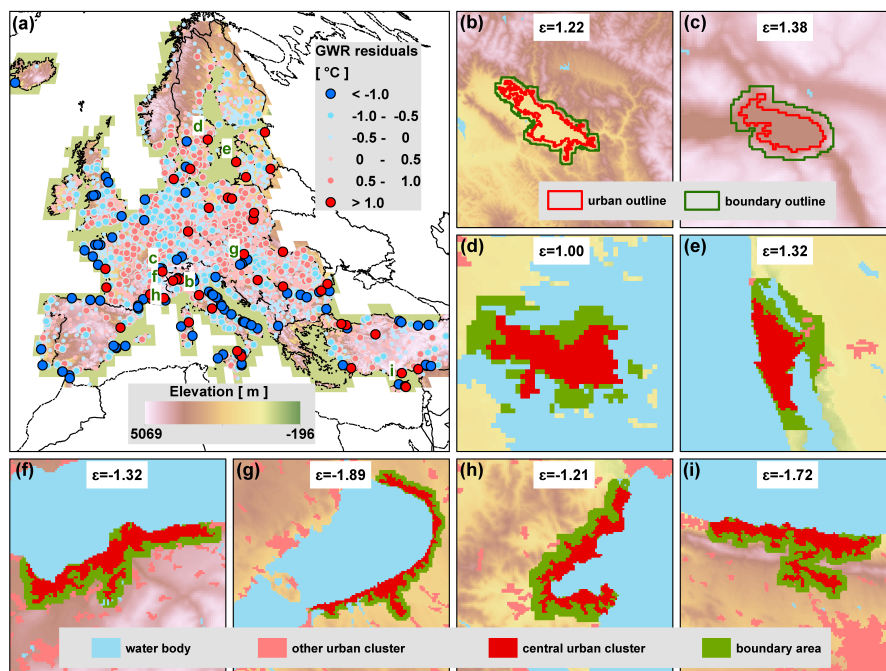 (a)
GWR residuals
[ °C]
< -1.0
-1.0 - -0.5
-0.5 - 0
0 - 0.5
0.5 - 1.0
> 1.0
d
e
c
f
h
b
g
i
Elevation [ m ]
5069 -196
(b)
ε=1.22
(c)
ε=1.38
urban outline
boundary outline
(d)
ε=1.00
(e)
ε=1.32
(f)
ε=-1.32
(g)
ε=-1.89
(h)
ε=-1.21
(i)
ε=-1.72
water body
other urban cluster
central urban cluster
boundary area